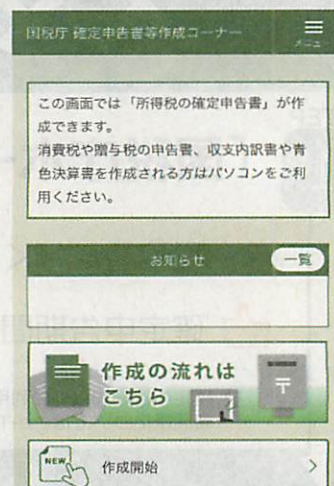 国税庁 確定申告書等作成コーナー
メニュー
この画面では「所得税の確定申告書」が作
成できます。
消費税や贈与税の申告書、収支内訳書や青
色決算書を作成される方はパソコンをご利
用ください。
お知らせ
一覧
作成の流れは
こちら
〒
NEW
作成開始